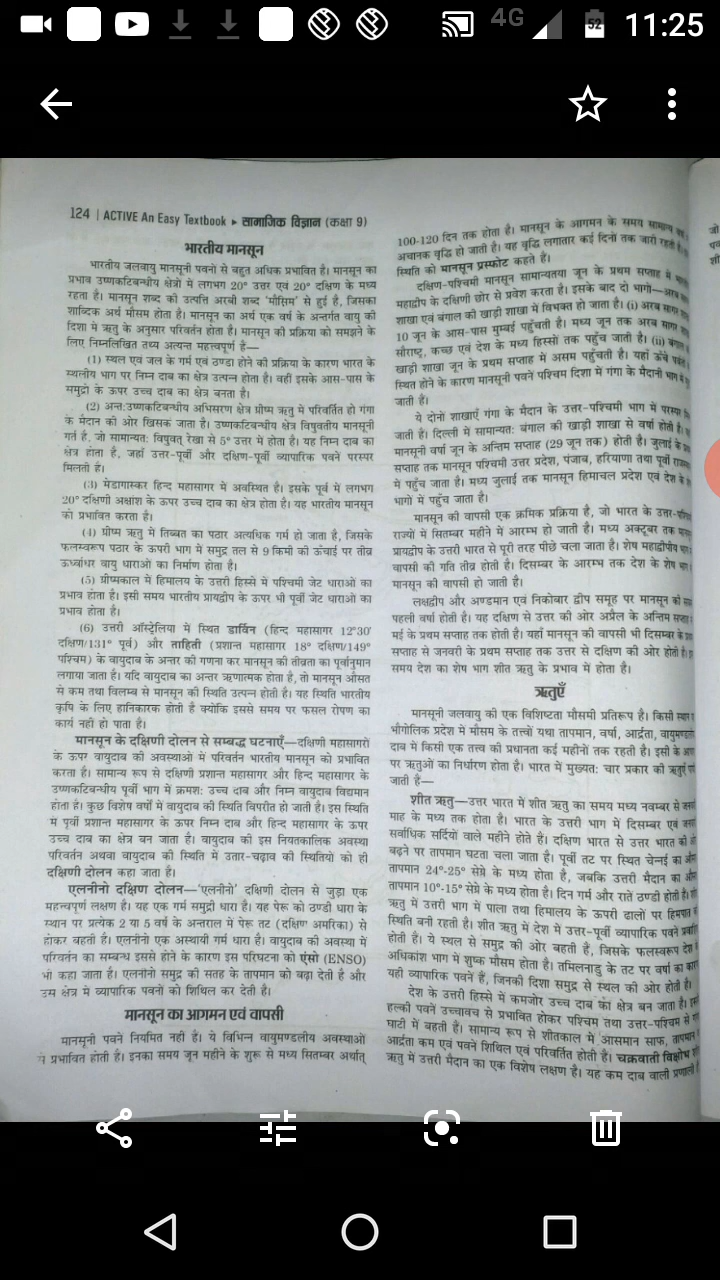 4G
52
11:25
124 | ACTIVE An Easy Textbook ▸ सामाजिक विज्ञान (कक्षा 9)
भारतीय मानसून
भारतीय जलवायु मानसूनी पवनों से बहुत अधिक प्रभावित है। मानसून का
प्रभाव उष्णकटिबन्धीय क्षेत्रों में लगभग 20° उत्तर एवं 20° दक्षिण के मध्य
रहता है। मानसून शब्द की उत्पत्ति अरबी शब्द 'मौसिम' से हुई है, जिसका
शाब्दिक अर्थ मौसम होता है। मानसून का अर्थ एक वर्ष के अन्तर्गत वायु की
दिशा में ऋतु के अनुसार परिवर्तन होता है। मानसून की प्रक्रिया को समझने के
लिए निम्नलिखित तथ्य अत्यन्त महत्त्वपूर्ण है—
(1) स्थल एवं जल के गर्म एवं ठण्डा होने की प्रक्रिया के कारण भारत के
स्थलीय भाग पर निम्न दाब का क्षेत्र उत्पन्न होता है। वहीं इसके आस-पास के
समुद्रों के ऊपर उच्च दाब का क्षेत्र बनता है।
(2) अन्त:उष्णकटिबन्धीय अभिसरण क्षेत्र ग्रीष्म ऋतु में परिवर्तित हो गंगा
के मैदान की ओर खिसक जाता है। उष्णकटिबन्धीय क्षेत्र विषुवतीय मानसूनी
गर्त है, जो सामान्यत: विषुवत् रेखा से 5° उत्तर में होता है। यह निम्न दाब का
क्षेत्र होता है, जहाँ उत्तर-पूर्वी और दक्षिण-पूर्वी व्यापारिक पवनें परस्पर
मिलती हैं।
(3) मेडागास्कर हिन्द महासागर में अवस्थित है। इसके पूर्व में लगभग
20° दक्षिणी अक्षांश के ऊपर उच्च दाब का क्षेत्र होता है। यह भारतीय मानसून
को प्रभावित करता है।
(4) ग्रीष्म ऋतु में तिब्बत का पठार अत्यधिक गर्म हो जाता है, जिसके
फलस्वरूप पठार के ऊपरी भाग में समुद्र तल से 9 किमी की ऊंचाई पर तीव्र
ऊर्ध्वाधर वायु धाराओं का निर्माण होता है।
(5) ग्रीष्मकाल में हिमालय के उत्तरी हिस्से में पश्चिमी जेट धाराओं का
प्रभाव होता है। इसी समय भारतीय प्रायद्वीप के ऊपर भी पूर्वी जेट धाराओं का
प्रभाव होता है।
(6) उत्तरी ऑस्ट्रेलिया में स्थित डार्विन (हिन्द महासागर 12°30'
दक्षिण/131° पूर्व) और ताहिती (प्रशान्त महासागर 18° दक्षिण/149°
पश्चिम) के वायुदाब के अन्तर की गणना कर मानसून की तीव्रता का पूर्वानुमान
लगाया जाता है। यदि वायुदाब का अन्तर ऋणात्मक होता है, तो मानसून औसत
से कम तथा विलम्ब से मानसून की स्थिति उत्पन्न होती है। यह स्थिति भारतीय
कृषि के लिए हानिकारक होती है क्योंकि इससे समय पर फसल रोपण का
कार्य नहीं हो पाता है।
मानसून के दक्षिणी दोलन से सम्बद्ध घटनाएँ—दक्षिणी महासागरों
के ऊपर वायुदाब की अवस्थाओं में परिवर्तन भारतीय मानसून को प्रभावित
करता है। सामान्य रूप से दक्षिणी प्रशान्त महासागर और हिन्द महासागर के
उष्णकटिबन्धीय पूर्वी भाग में क्रमश: उच्च दाब और निम्न वायुदाब विद्यमान
होता है। कुछ विशेष वर्षों में वायुदाब की स्थिति विपरीत हो जाती है। इस स्थिति
में पूर्वी प्रशान्त महासागर के ऊपर निम्न दाब और हिन्द महासागर के ऊपर
उच्च दाब का क्षेत्र बन जाता है। वायुदाब की इस नियतकालिक अवस्था
परिवर्तन अथवा वायुदाब की स्थिति में उतार-चढ़ाव की स्थितियों को ही
दक्षिणी दोलन कहा जाता है।
एलनीनो दक्षिण दोलन—'एलनीनो' दक्षिणी दोलन से जुड़ा एक
महत्त्वपूर्ण लक्षण है। यह एक गर्म समुद्री धारा है। यह पेरू की ठण्डी धारा के
स्थान पर प्रत्येक 2 या 5 वर्ष के अन्तराल में पेरू तट (दक्षिण अमरिका) से
होकर बहती है। एलनीनो एक अस्थायी गर्म धारा है। वायुदाब की अवस्था में
परिवर्तन का सम्बन्ध इससे होने के कारण इस परिघटना को एंसो (ENSO)
भी कहा जाता है। एलनीनो समुद्र की सतह के तापमान को बढ़ा देती है और
उस क्षेत्र में व्यापारिक पवनों को शिथिल कर देती है।
मानसून का आगमन एवं वापसी
मानसूनी पवनें नियमित नहीं हैं। ये विभिन्न वायुमण्डलीय अवस्थाओं
से प्रभावित होती है। इनका समय जून महीने के शुरू से मध्य सितम्बर अर्थात्
100-120 दिन तक होता है। मानसून के आगमन के समय सामान्य
अचानक वृद्धि हो जाती है। यह वृद्धि लगातार कई दिनों तक जारी रहती
स्थिति को मानसून प्रस्फोट कहते हैं।
दक्षिण-पश्चिमी मानसून सामान्यतया जून के प्रथम सप्ताह में
महाद्वीप के दक्षिणी छोर से प्रवेश करता है। इसके बाद दो भागों—अरब
शाखा एवं बंगाल की खाड़ी शाखा में विभक्त हो जाता है। (i) अरब सागर
10 जून के आस-पास मुम्बई पहुँचती है। मध्य जून तक अरब सागर
सौराष्ट्र, कच्छ एवं देश के मध्य हिस्सों तक पहुँच जाता है। (ii) बंगाल
खाड़ी शाखा जून के प्रथम सप्ताह में असम पहुँचती है। यहाँ ऊँचे
स्थित होने के कारण मानसूनी पवनें पश्चिम दिशा में गंगा के मैदानी भाग में
जाती है।
ये दोनों शाखाएँ गंगा के मैदान के उत्तर-पश्चिमी भाग में परस्पर
जाती हैं। दिल्ली में सामान्यत: बंगाल की खाड़ी शाखा से वर्षा होती है।
मानसूनी वर्षा जून के अन्तिम सप्ताह (29 जून तक) होती है। जुलाई के
सप्ताह तक मानसून पश्चिमी उत्तर प्रदेश, पंजाब, हरियाणा तथा पूर्वी
में पहुँच जाता है। मध्य जुलाई तक मानसून हिमाचल प्रदेश एवं देश के
भागों में पहुँच जाता है।
मानसून की वापसी एक क्रमिक प्रक्रिया है, जो भारत के उत्तर-पश्चिमी
राज्यों में सितम्बर महीने में आरम्भ हो जाती है। मध्य अक्टूबर तक
प्रायद्वीप के उत्तरी भारत से पूरी तरह पीछे चला जाता है। शेष महाद्वीपीय
वापसी की गति तीव्र होती है। दिसम्बर के आरम्भ तक देश के शेष
मानसून की वापसी हो जाती है।
लक्षद्वीप और अण्डमान एवं निकोबार द्वीप समूह पर मानसून की
पहली वर्षा होती है। यह दक्षिण से उत्तर की ओर अप्रैल के अन्तिम
मई के प्रथम सप्ताह तक होती है। यहाँ मानसून की वापसी भी दिसम्बर के
सप्ताह से जनवरी के प्रथम सप्ताह तक उत्तर से दक्षिण की ओर होती है।
समय देश का शेष भाग शीत ऋतु के प्रभाव में होता है।
ऋतुएँ
मानसूनी जलवायु की एक विशिष्टता मौसमी प्रतिरूप है। किसी स्थान
भौगोलिक प्रदेश में मौसम के तत्त्वों यथा तापमान, वर्षा, आर्द्रता,
दाब में किसी एक तत्त्व की प्रधानता कई महीनों तक रहती है। इसी के
पर ऋतुओं का निर्धारण होता है। भारत में मुख्यत: चार प्रकार की ऋतुएँ
जाती है—
शीत ऋतु—उत्तर भारत में शीत ऋतु का समय मध्य नवम्बर से
माह के मध्य तक होता है। भारत के उत्तरी भाग में दिसम्बर एवं
सर्वाधिक सर्दियों वाले महीने होते हैं। दक्षिण भारत से उत्तर भारत की ओर
बढ़ने पर तापमान घटता चला जाता है। पूर्वी तट पर स्थित चेन्नई का
तापमान 24°-25° सेग्रे के मध्य होता है, जबकि उत्तरी मैदान का
तापमान 10°-15° सेग्रे के मध्य होता है। दिन गर्म और रातें ठण्डी होती
ऋतु में उत्तरी भाग में पाला तथा हिमालय के ऊपरी ढालों पर हिमपात
स्थिति बनी रहती है। शीत ऋतु में देश में उत्तर-पूर्वी व्यापारिक पवनें
होती हैं। ये स्थल से समुद्र की ओर बहती है, जिसके फलस्वरूप देश
अधिकांश भाग में शुष्क मौसम होता है। तमिलनाडु के तट पर वर्षा का कारण
यही व्यापारिक पवनें हैं, जिनकी दिशा समुद्र से स्थल की ओर होती है।
देश के उत्तरी हिस्से में कमजोर उच्च दाब का क्षेत्र बन जाता है।
हल्की पवनें उच्चावच से प्रभावित होकर पश्चिम तथा उत्तर-पश्चिम से
घाटी में बहती है। सामान्य रूप से शीतकाल में आसमान साफ, तापमान
आर्द्रता कम एवं पवनें शिथिल एवं परिवर्तित होती है। चक्रवाती विक्षोभ
ऋतु में उत्तरी मैदान का एक विशेष लक्षण है। यह कम दाब वाली प्रणाली